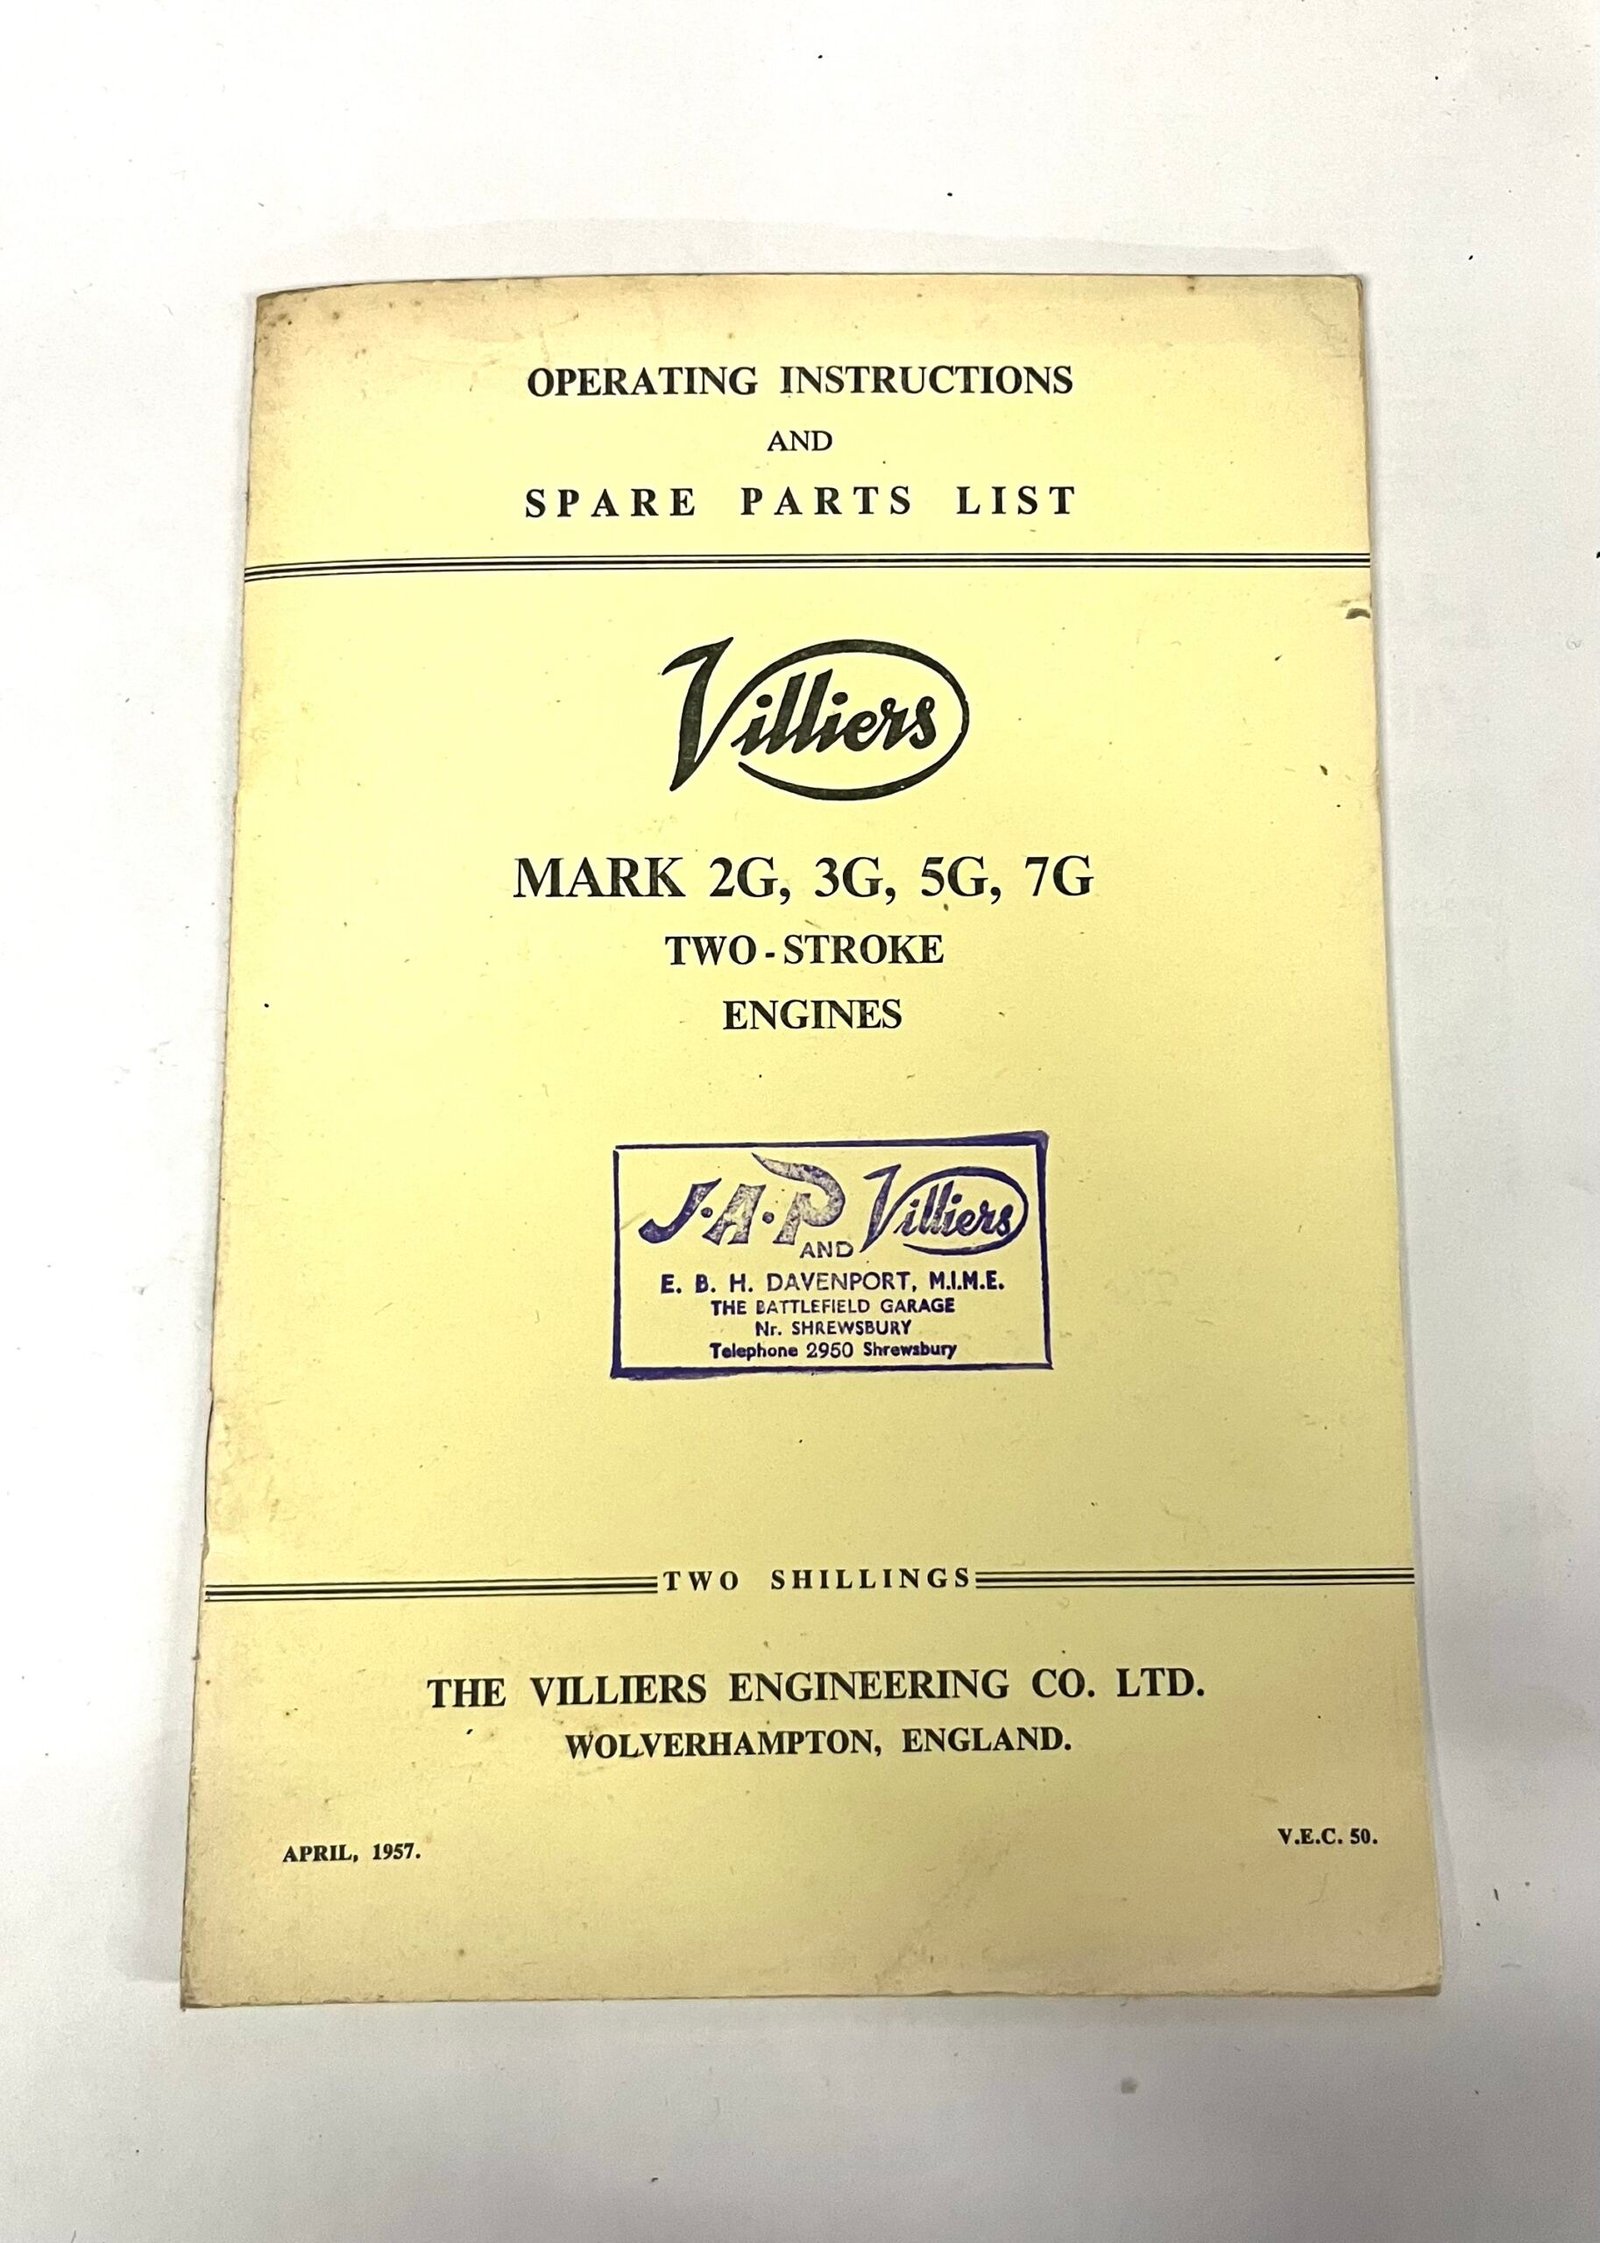 OPERATING INSTRUCTIONS
AND
SPARE PARTS LIST
Villiers
MARK 2G, 3G, 5G, 7G
TWO-STROKE
ENGINES
J·A·P AND Villiers
E. B. H. DAVENPORT, M.I.M.E.
THE BATTLEFIELD GARAGE
Nr. SHREWSBURY
Telephone 2950 Shrewsbury
TWO SHILLINGS
THE VILLIERS ENGINEERING CO. LTD.
WOLVERHAMPTON, ENGLAND.
APRIL, 1957.
V.E.C. 50.